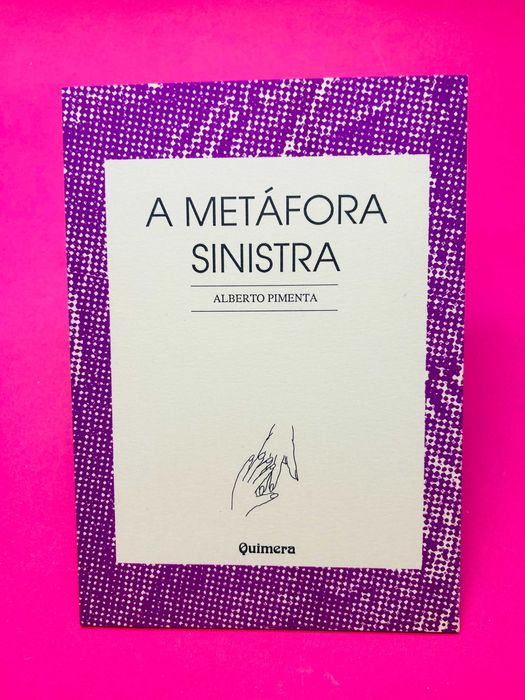 A METÁFORA
SINISTRA
ALBERTO PIMENTA
Quimera